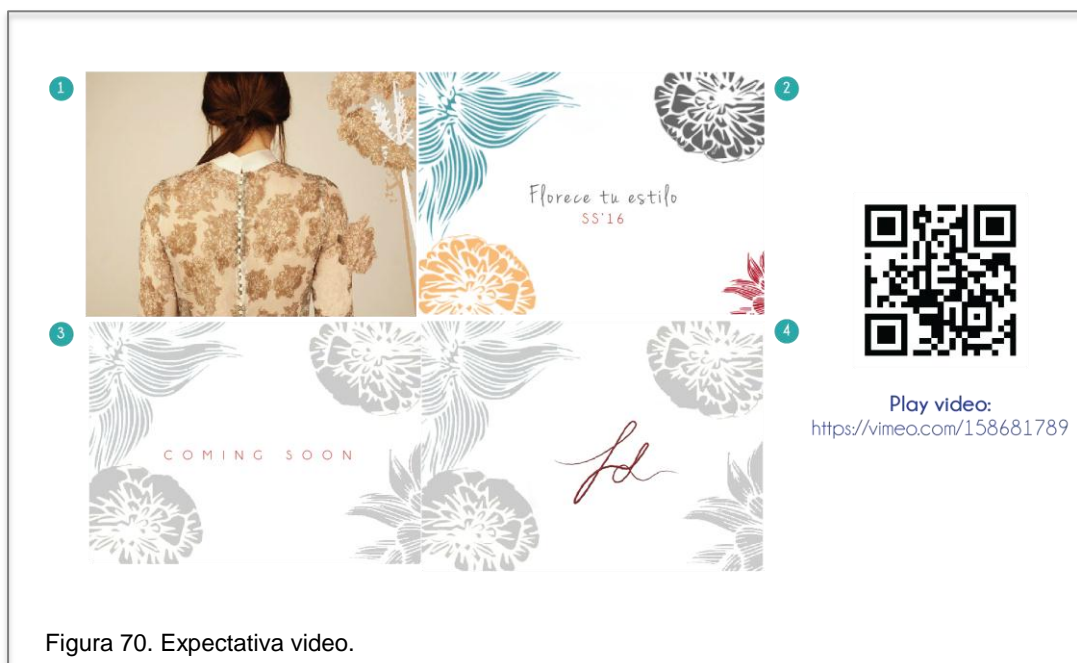 1
2
Florece tu estilo
SS'16
3
4
COMING SOON
Play video:
https://vimeo.com/158681789
Figura 70. Expectativa video.